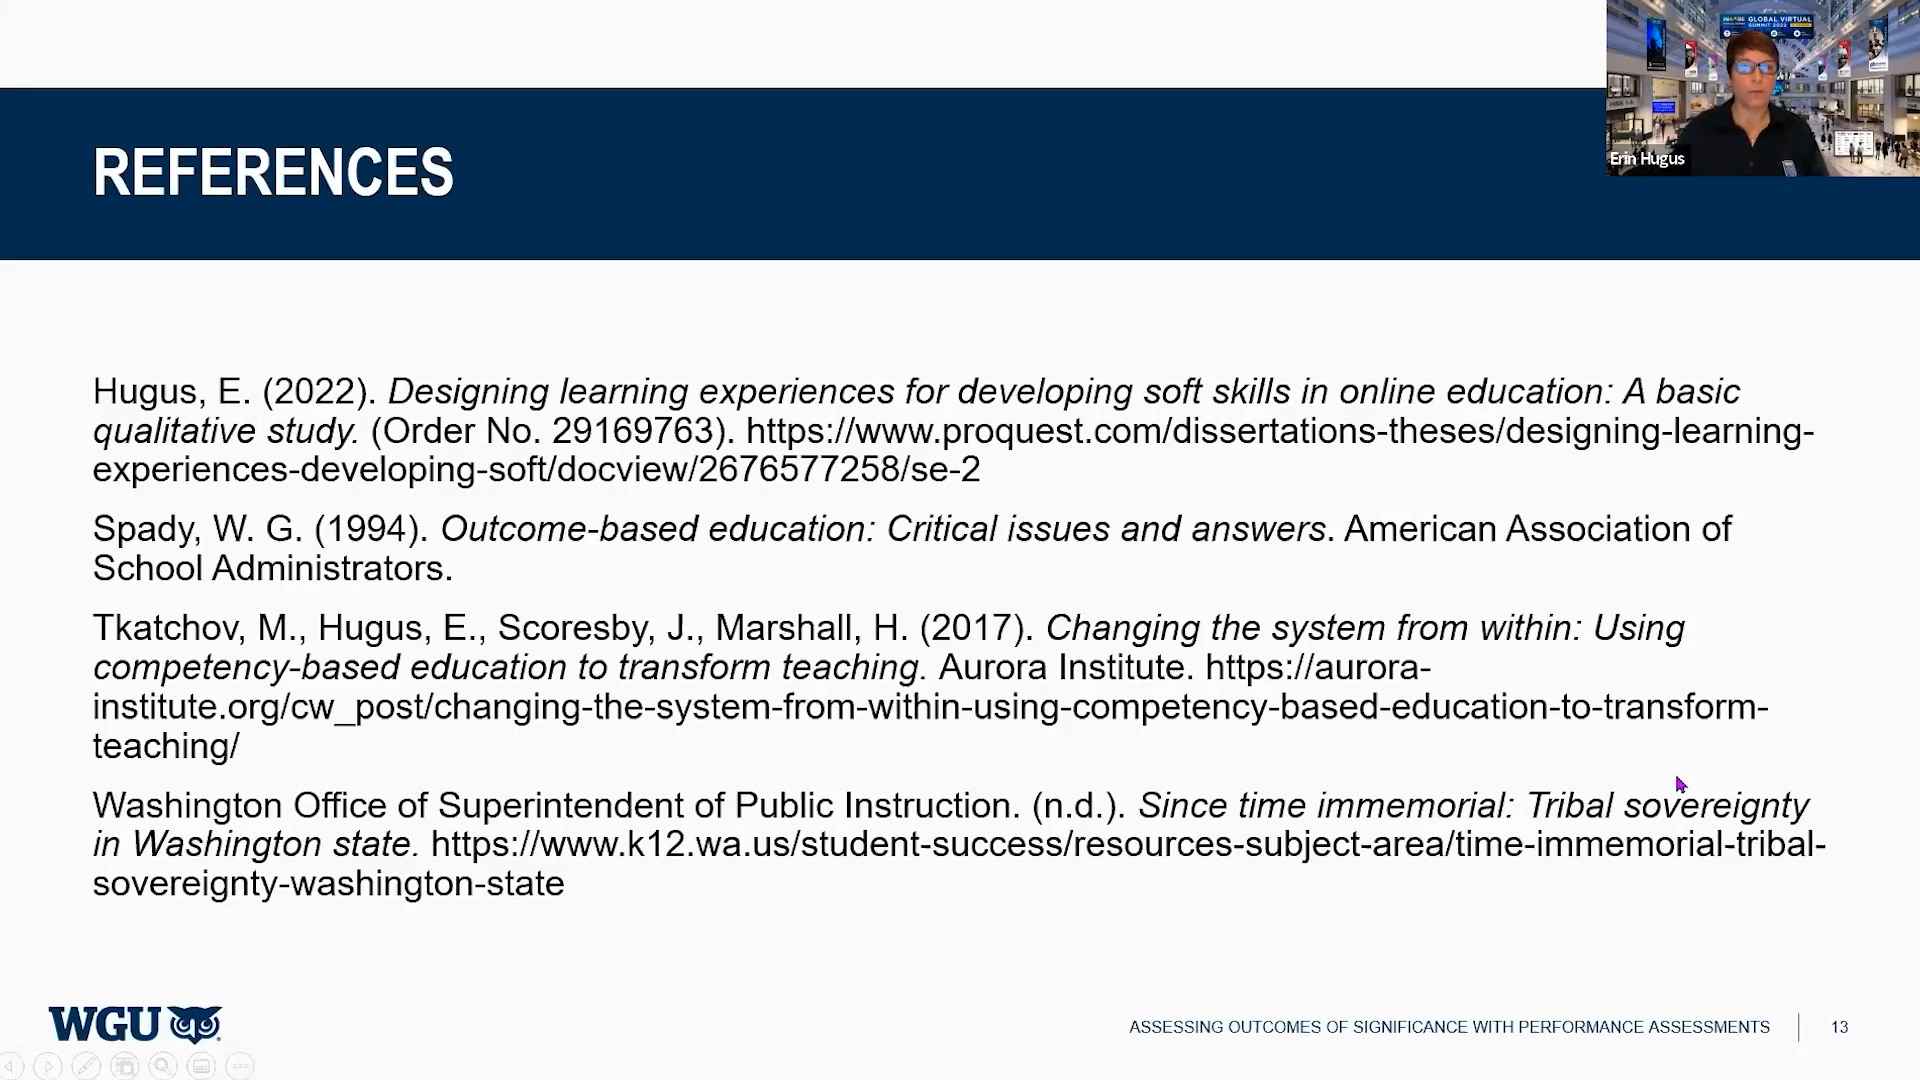 GLOBAL VIRTUAL
SUMMIT 2022
Erin Hugus
REFERENCES
Hugus, E. (2022). Designing learning experiences for developing soft skills in online education: A basic
qualitative study. (Order No. 29169763). https://www.proquest.com/dissertations-theses/designing-learning-
experiences-developing-soft/docview/2676577258/se-2
Spady, W. G. (1994). Outcome-based education: Critical issues and answers. American Association of
School Administrators.
Tkatchov, M., Hugus, E., Scoresby, J., Marshall, H. (2017). Changing the system from within: Using
competency-based education to transform teaching. Aurora Institute. https://aurora-
institute.org/cw_post/changing-the-system-from-within-using-competency-based-education-to-transform-
teaching/
Washington Office of Superintendent of Public Instruction. (n.d.). Since time immemorial: Tribal sovereignty
in Washington state. https://www.k12.wa.us/student-success/resources-subject-area/time-immemorial-tribal-
sovereignty-washington-state
WGU
ASSESSING OUTCOMES OF SIGNIFICANCE WITH PERFORMANCE ASSESSMENTS
13